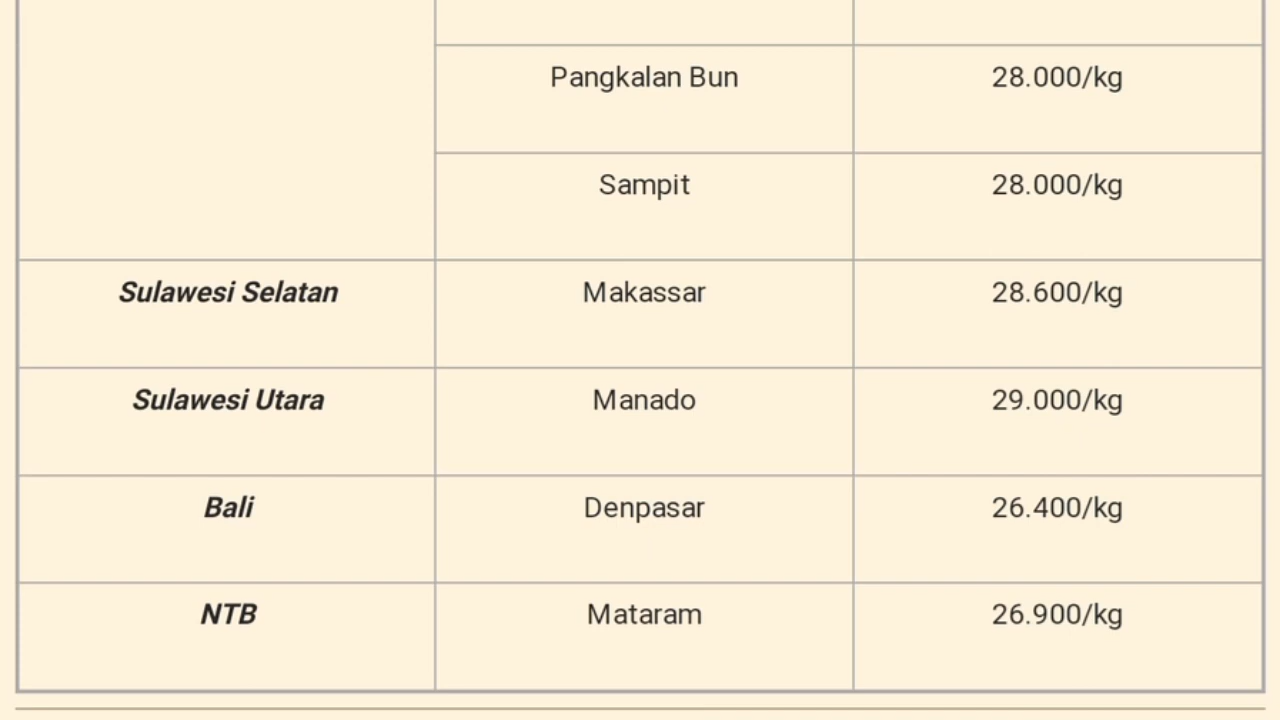 Pangkalan Bun 28.000/kg
Sampit 28.000/kg
Sulawesi Selatan Makassar 28.600/kg
Sulawesi Utara Manado 29.000/kg
Bali Denpasar 26.400/kg
NTB Mataram 26.900/kg